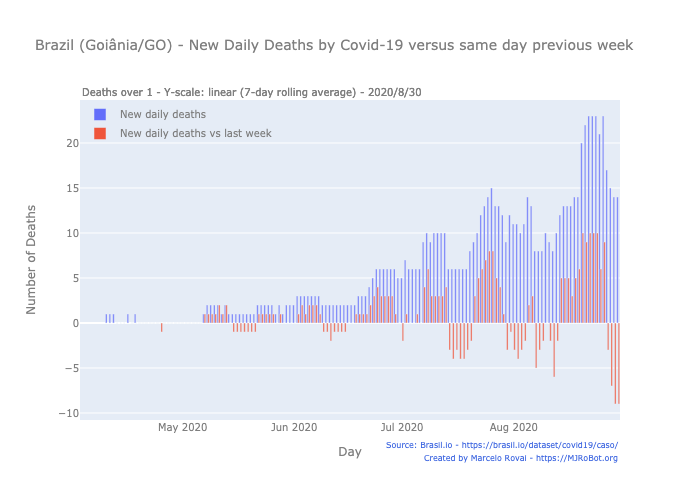 Brazil (Goiânia/GO) - New Daily Deaths by Covid-19 versus same day previous week
Deaths over 1 - Y-scale: linear (7-day rolling average) - 2020/8/30
New daily deaths
New daily deaths vs last week
Number of Deaths
20
15
10
5
0
−5
−10
May 2020
Jun 2020
Jul 2020
Aug 2020
Day
Source: Brasil.io - https://brasil.io/dataset/covid19/caso/
Created by Marcelo Rovai - https://MJRoBot.org